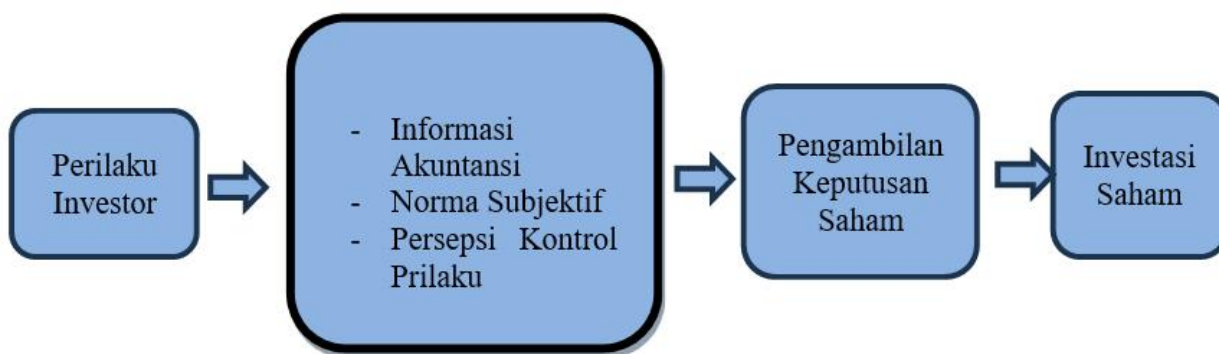 Perilaku
Investor
- Informasi
Akuntansi
- Norma Subjektif
- Persepsi Kontrol
Prilaku
Pengambilan
Keputusan
Saham
Investasi
Saham